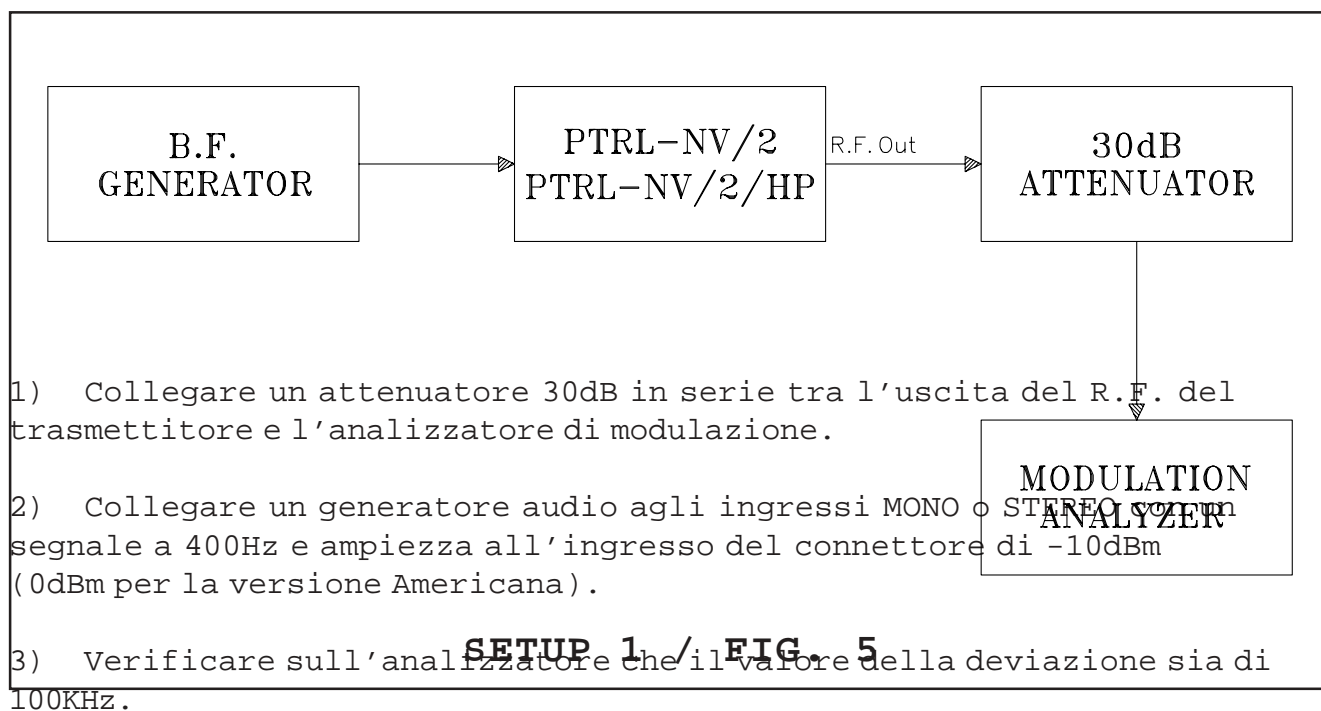 B.F.
GENERATOR
PTRL-NV/2
PTRL-NV/2/HP
R.F. Out
30dB
ATTENUATOR
MODULATION
ANALYZER
1) Collegare un attenuatore 30dB in serie tra l'uscita del R.F. del
trasmettitore e l'analizzatore di modulazione.
2) Collegare un generatore audio agli ingressi MONO o STEREO con un
segnale a 400Hz e ampiezza all'ingresso del connettore di -10dBm
(0dBm per la versione Americana).
SETUP 1 / FIG. 5
3) Verificare sull'analizzatore che il valore della deviazione sia di
100KHz.